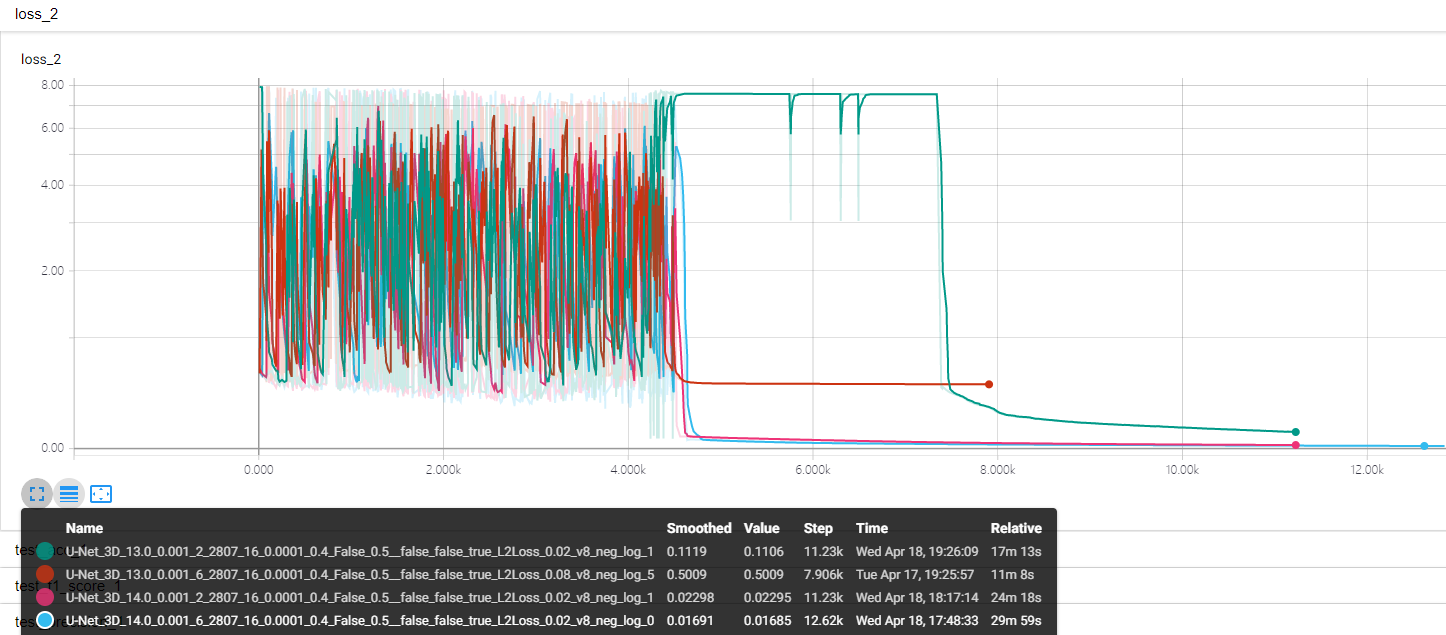 loss_2
loss_2
8.00
6.00
4.00
2.00
0.00
0.000 2.000k 4.000k 6.000k 8.000k 10.00k 12.00k
Name Smoothed Value Step Time Relative
U-Net_3D_13.0_0.001_2_2807_16_0.0001_0.4_False_0.5__false_false_true_L2Loss_0.02_v8_neg_log_1 0.1119 0.1106 11.23k Wed Apr 18, 19:26:09 17m 13s
U-Net_3D_13.0_0.001_6_2807_16_0.0001_0.4_False_0.5__false_false_true_L2Loss_0.08_v8_neg_log_5 0.5009 0.5009 7.906k Tue Apr 17, 19:25:57 11m 8s
U-Net_3D_14.0_0.001_2_2807_16_0.0001_0.4_False_0.5__false_false_true_L2Loss_0.02_v8_neg_log_1 0.02298 0.02295 11.23k Wed Apr 18, 18:17:14 24m 18s
U-Net_3D_14.0_0.001_6_2807_16_0.0001_0.4_False_0.5__false_false_true_L2Loss_0.02_v8_neg_log_0 0.01691 0.01685 12.62k Wed Apr 18, 17:48:33 29m 59s